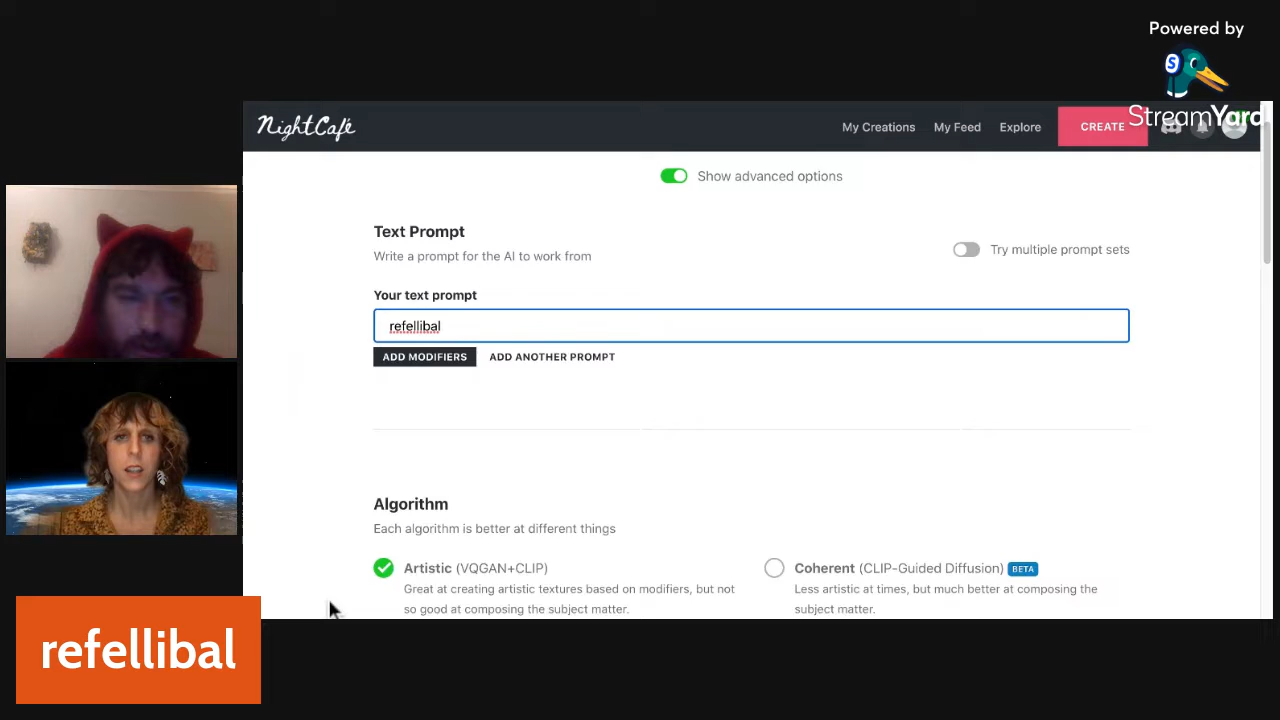 Powered by
S
StreamYard
NightCafé
My Creations
My Feed
Explore
CREATE
Show advanced options
Text Prompt
Write a prompt for the AI to work from
Try multiple prompt sets
Your text prompt
refellibal
ADD MODIFIERS
ADD ANOTHER PROMPT
Algorithm
Each algorithm is better at different things
Artistic (VQGAN+CLIP)
Great at creating artistic textures based on modifiers, but not
so good at composing the subject matter.
Coherent (CLIP-Guided Diffusion) BETA
Less artistic at times, but much better at composing the
subject matter.
refellibal